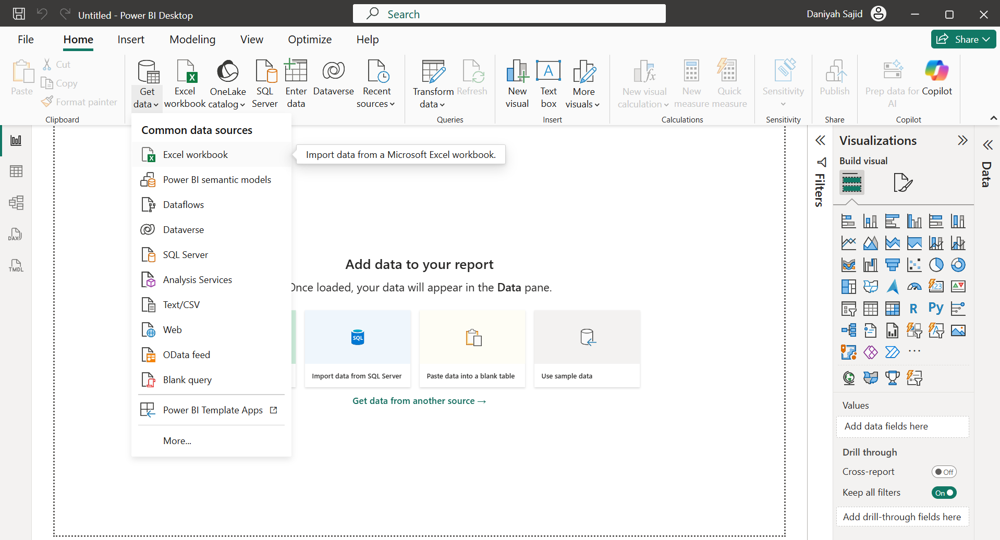 Untitled - Power BI Desktop
Search
Daniyah Sajid
File
Home
Insert
Modeling
View
Optimize
Help
Share
Paste
Cut
Copy
Format painter
Clipboard
Get data
Excel workbook
OneLake catalog
SQL Server
Enter data
Dataverse
Recent sources
Transform data
Refresh
Queries
New visual
Text box
More visuals
Insert
New visual calculation
New measure
Quick measure
Calculations
Sensitivity
Sensitivity
Publish
Share
Prep data for AI
Copilot
Copilot
Common data sources
Excel workbook
Import data from a Microsoft Excel workbook.
Power BI semantic models
Dataflows
Dataverse
SQL Server
Analysis Services
Text/CSV
Web
OData feed
Blank query
Power BI Template Apps
More...
DAX
TMDL
Add data to your report
Once loaded, your data will appear in the Data pane.
SQL
Import data from SQL Server
Paste data into a blank table
Use sample data
Get data from another source →
Filters
Visualizations
Build visual
123
R
Py
Values
Add data fields here
Drill through
Cross-report
Off
Keep all filters
On
Add drill-through fields here
Data